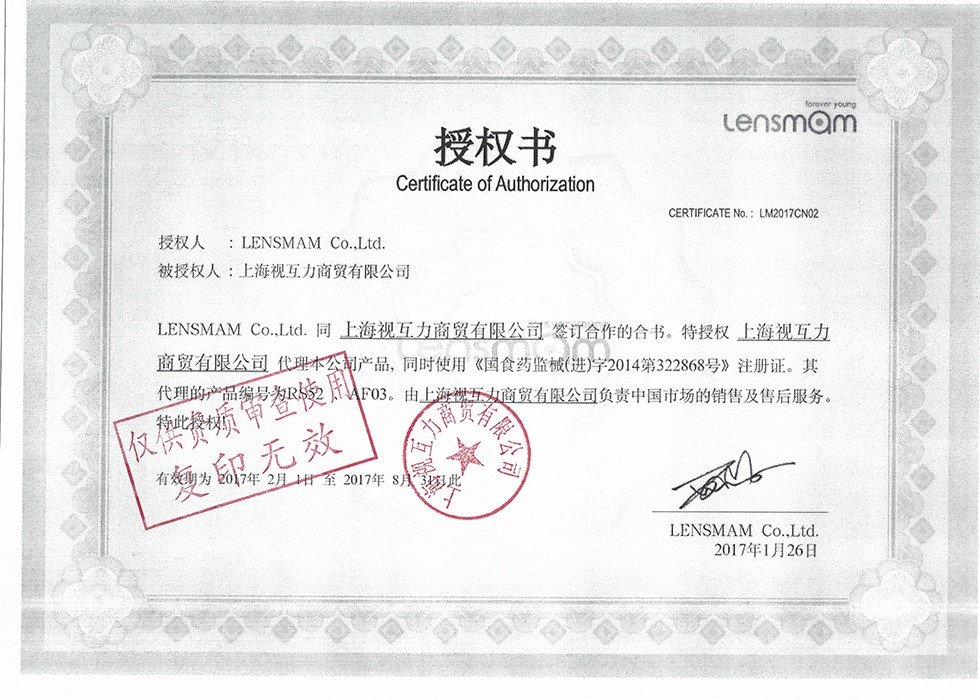 forever young
Lensmam
授权书
Certificate of Authorization
CERTIFICATE No.: LM2017CN02
授权人 : LENSMAM Co.,Ltd.
被授权人 : 上海视互力商贸有限公司
LENSMAM Co.,Ltd. 同 上海视互力商贸有限公司 签订合作的合书。特授权 上海视互力
商贸有限公司 代理本公司产品, 同时使用《国食药监械(进)字2014第322868号》注册证。其
代理的产品编号为RS52 AF03。由上海视互力商贸有限公司负责中国市场的销售及售后服务。
特此授权!
仅供资质审查使用
复印无效
上海视互力商贸有限公司
有效期为 2017年 2月 1日 至 2017年 8月 31日止
Lensmam
LENSMAM Co.,Ltd.
2017年1月26日